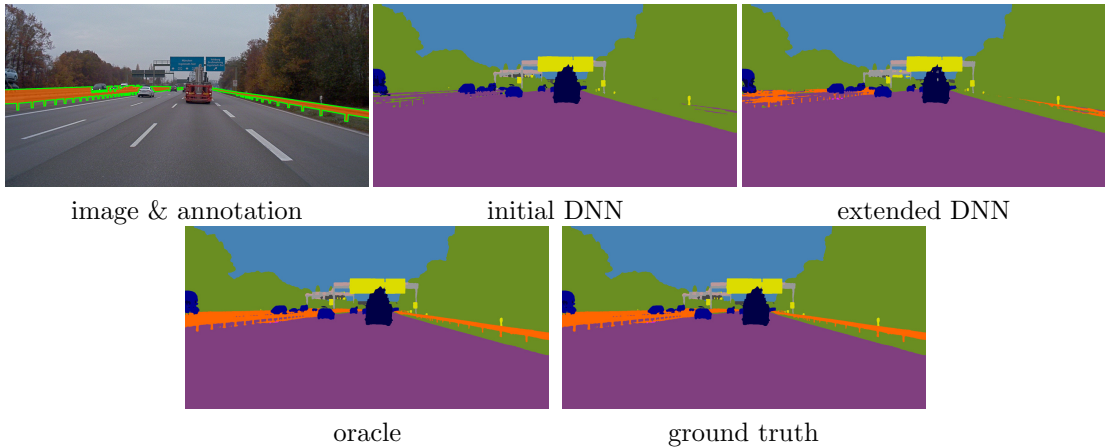 image & annotation
initial DNN
extended DNN
oracle
ground truth